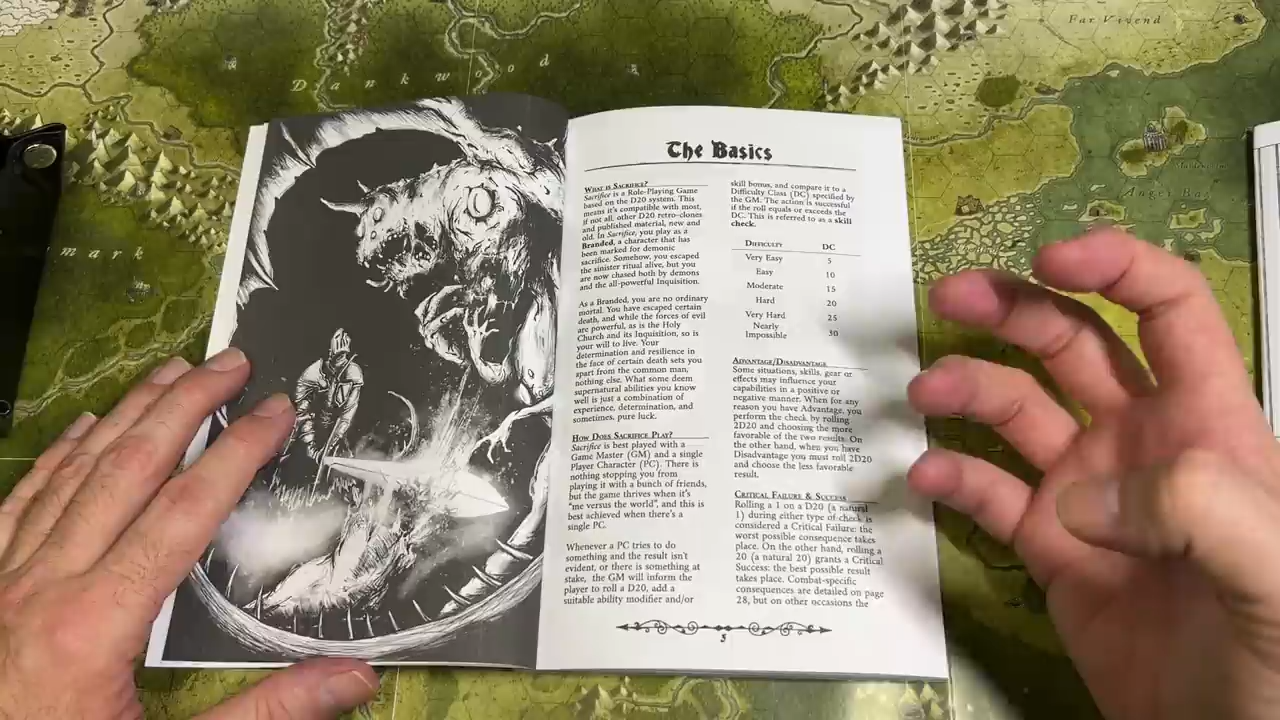 Far Vivend
Dankwood
mark
Angel Bay
The Basics
What is Sacrifice?
Sacrifice is a Role-Playing Game
based on the D20 system. This
means it's compatible with most,
if not all, other D20 retro-clones
and published material, new and
old. In Sacrifice, you play as a
Branded, a character that has
been marked for demonic
sacrifice. Somehow, you escaped
the sinister ritual alive, but you
are now chased both by demons
and the all-powerful Inquisition.
As a Branded, you are no ordinary
mortal. You have escaped certain
death, and while the forces of evil
are powerful, as is the Holy
Church and its Inquisition, so is
your will to live. Your
determination and resilience in
the face of certain death sets you
apart from the common man,
nothing else. What some deem
supernatural abilities you know
well is just a combination of
experience, determination, and
sometimes, pure luck.
How Does Sacrifice Play?
Sacrifice is best played with a
Game Master (GM) and a single
Player Character (PC). There is
nothing stopping you from
playing it with a bunch of friends,
but the game thrives when it's
"me versus the world", and this is
best achieved when there's a
single PC.
Whenever a PC tries to do
something and the result isn't
evident, or there is something at
stake, the GM will inform the
player to roll a D20, add a
suitable ability modifier and/or
skill bonus, and compare it to a
Difficulty Class (DC) specified by
the GM. The action is successful
if the roll equals or exceeds the
DC. This is referred to as a skill
check.
Difficulty DC
Very Easy 5
Easy 10
Moderate 15
Hard 20
Very Hard 25
Nearly
Impossible 30
Advantage/Disadvantage
Some situations, skills, gear or
effects may influence your
capabilities in a positive or
negative manner. When for any
reason you have Advantage, you
perform the check by rolling
2D20 and choosing the more
favorable of the two results. On
the other hand, when you have
Disadvantage you must roll 2D20
and choose the less favorable
result.
Critical Failure & Success
Rolling a 1 on a D20 (a natural
1) during either type of check is
considered a Critical Failure: the
worst possible consequence takes
place. On the other hand, rolling a
20 (a natural 20) grants a Critical
Success: the best possible result
takes place. Combat-specific
consequences are detailed on page
28, but on other occasions the
5